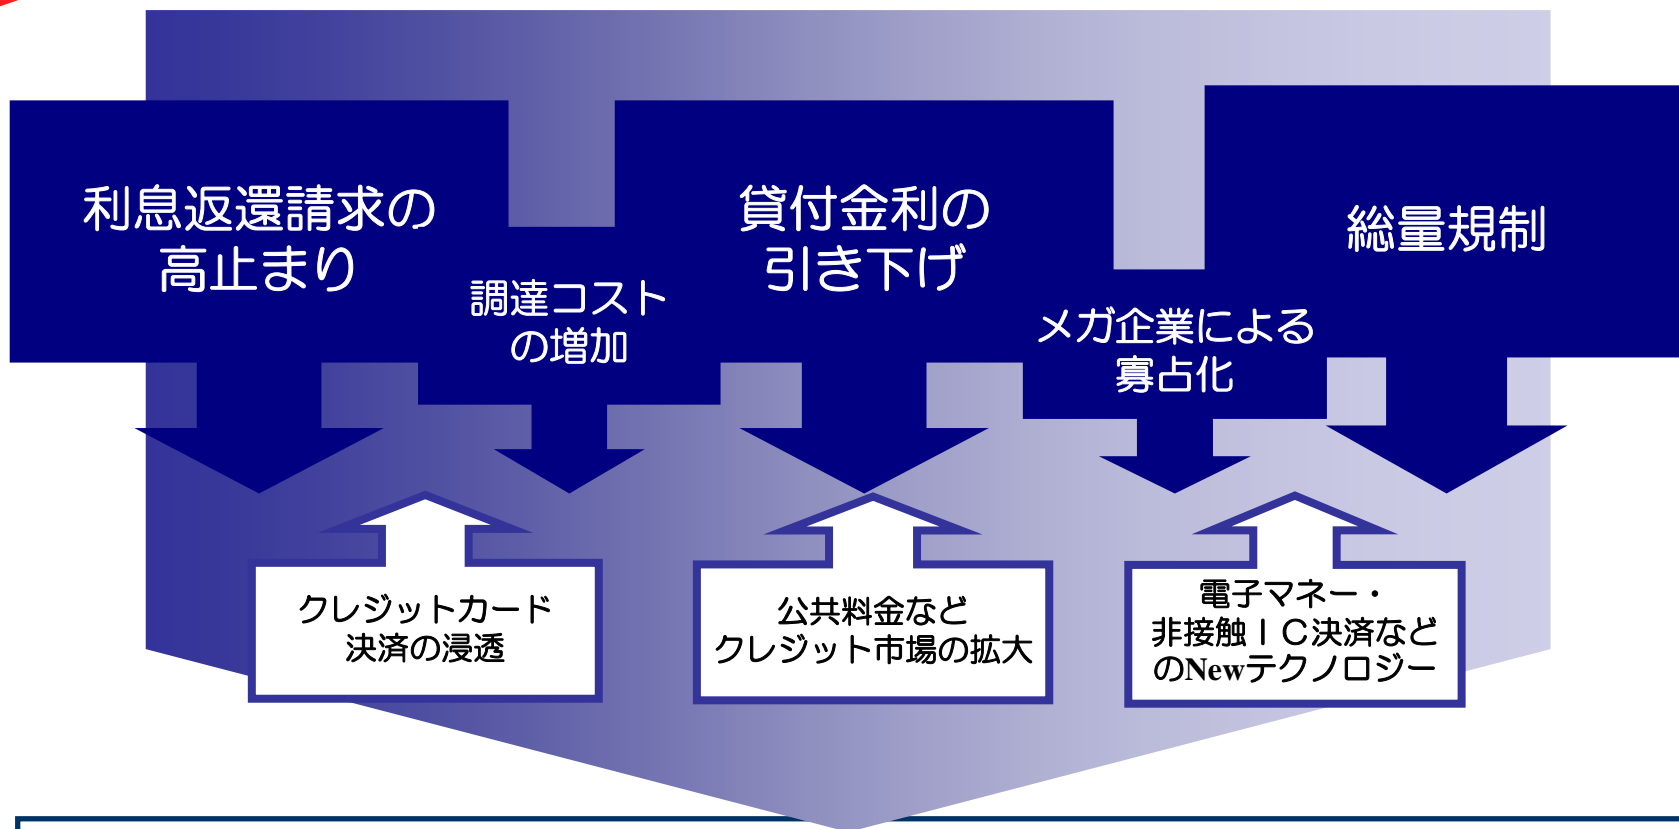 利息返還請求の
高止まり
調達コスト
の増加
貸付金利の
引き下げ
メガ企業による
寡占化
総量規制
クレジットカード
決済の浸透
公共料金など
クレジット市場の拡大
電子マネー・
非接触ＩＣ決済など
のNewテクノロジー